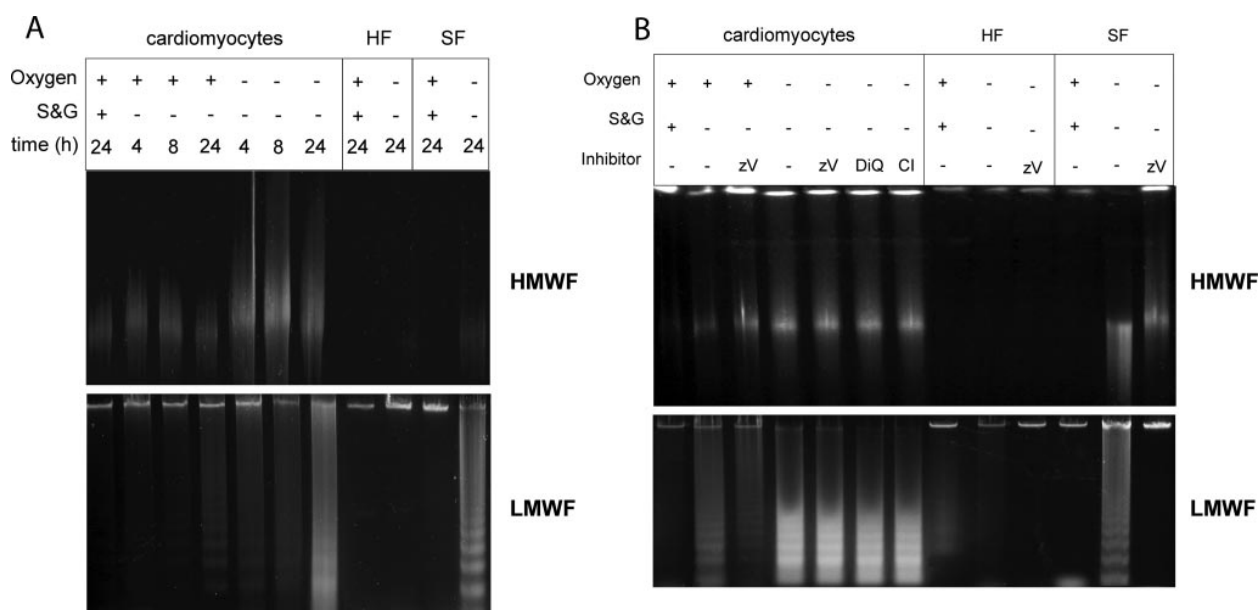 A
cardiomyocytes HF SF
Oxygen + + + + - - - + - + -
S&G + - - - - - - + - + -
time (h) 24 4 8 24 4 8 24 24 24 24 24
HMWF
LMWF
B
cardiomyocytes HF SF
Oxygen + + + - - - - + - - + - -
S&G + - - - - - - + - - + - -
Inhibitor - - zV - zV DiQ CI - - zV - - zV
HMWF
LMWF